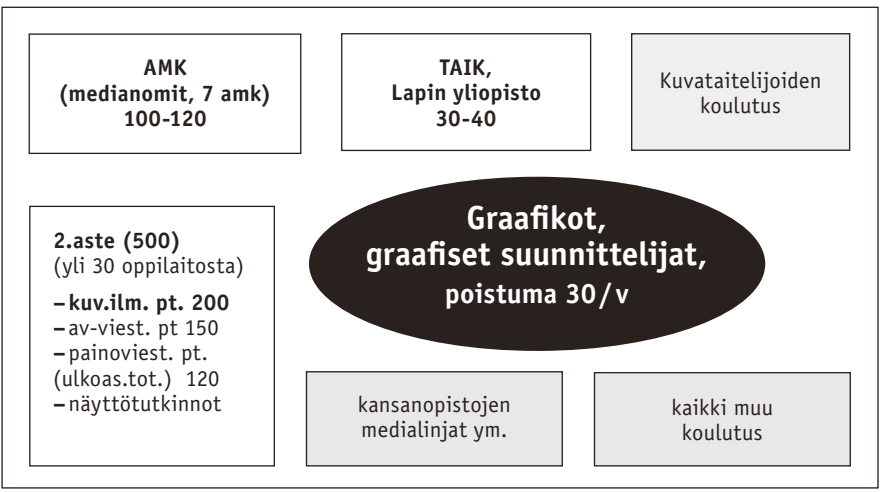 AMK
(medianomit, 7 amk)
100-120
TAIK,
Lapin yliopisto
30-40
Kuvataitelijoiden
koulutus
2.aste (500)
(yli 30 oppilaitosta)
–kuv.ilm. pt. 200
–av-viest. pt 150
–painoviest. pt.
(ulkoas.tot.) 120
–näyttötutkinnot
Graafikot,
graafiset suunnittelijat,
poistuma 30/v
kansanopistojen
medialinjat ym.
kaikki muu
koulutus